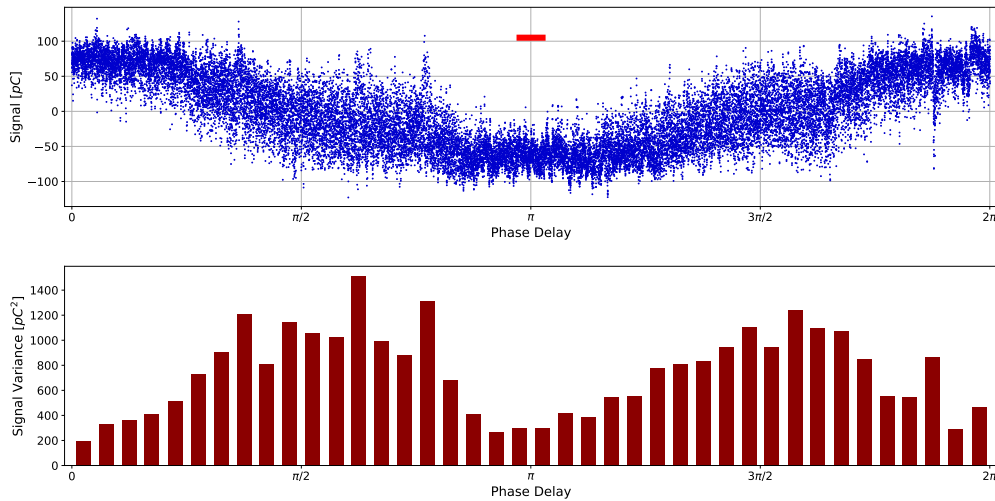 100
50
0
−50
−100
Signal [pC]
0
π/2
π
3π/2
2π
Phase Delay
1400
1200
1000
800
600
400
200
0
Signal Variance [pC²]
0
π/2
π
3π/2
2π
Phase Delay